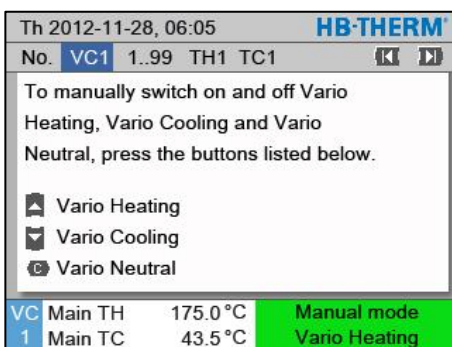 Th 2012-11-28, 06:05 HB-THERM®
No. VC1 1..99 TH1 TC1
To manually switch on and off Vario
Heating, Vario Cooling and Vario
Neutral, press the buttons listed below.
Vario Heating
Vario Cooling
C Vario Neutral
VC Main TH 175.0 °C Manual mode
1 Main TC 43.5 °C Vario Heating